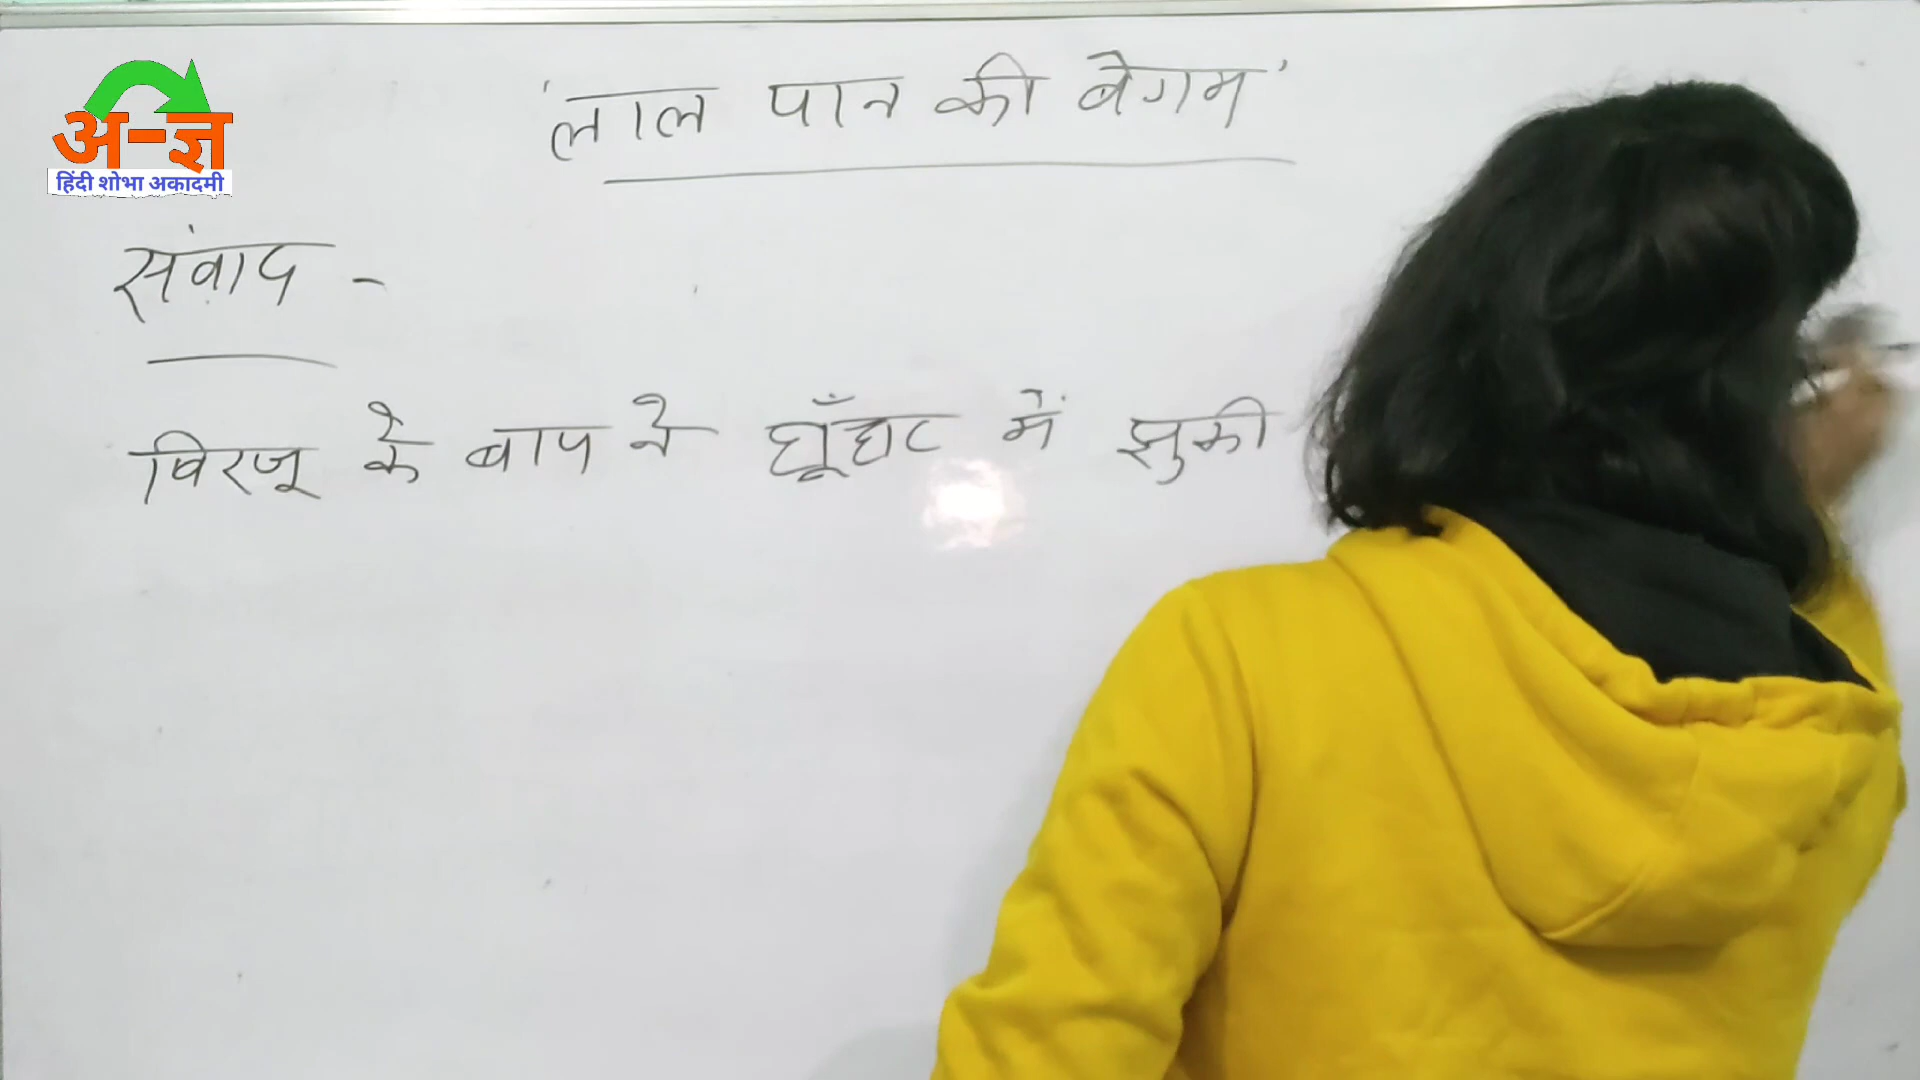 'लाल पान की बेगम'
अ-ज्ञ
हिंदी शोभा अकादमी
संवाद -
बिरजू के बाप ने घूँघट में झुकी